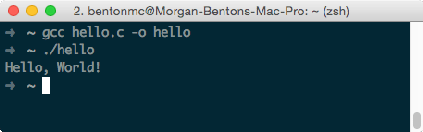 2. bentonmc@Morgan-Bentons-Mac-Pro: ~ (zsh)
➜ ~ gcc hello.c -o hello
➜ ~ ./hello
Hello, World!
➜ ~